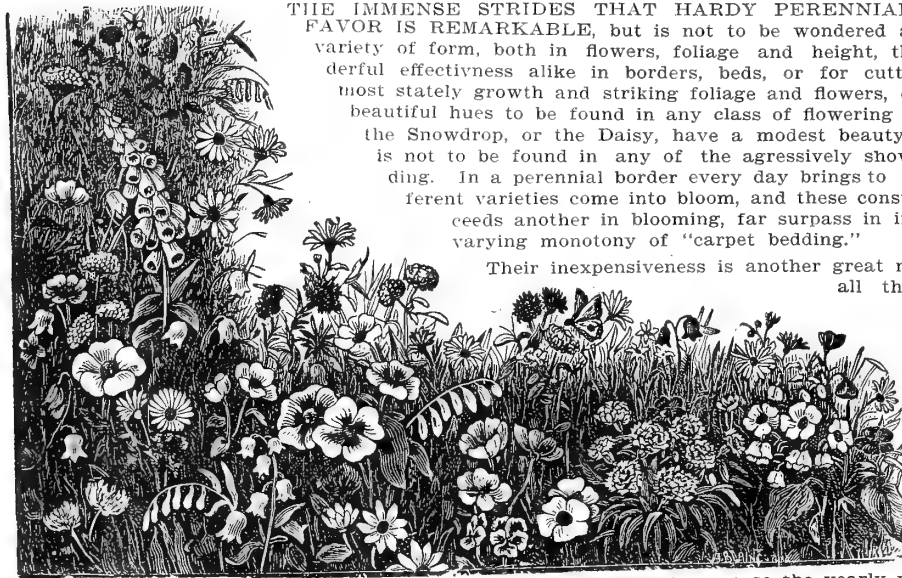 THE IMMENSE STRIDES THAT HARDY PERENNIAL
FAVOR IS REMARKABLE, but is not to be wondered a
variety of form, both in flowers, foliage and height, th
derful effectivness alike in borders, beds, or for cutt
most stately growth and striking foliage and flowers,
beautiful hues to be found in any class of flowering
the Snowdrop, or the Daisy, have a modest beauty
is not to be found in any of the agressively show
ding. In a perennial border every day brings to
ferent varieties come into bloom, and these cons
ceeds another in blooming, far surpass in i
varying monotony of "carpet bedding."
Their inexpensiveness is another great
all th
the yearly